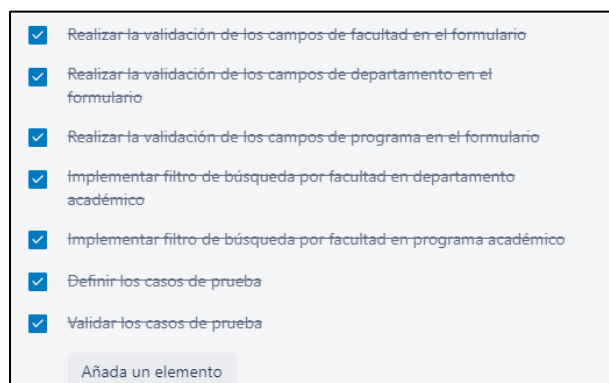 Realizar la validación de los campos de facultad en el formulario
Realizar la validación de los campos de departamento en el
formulario
Realizar la validación de los campos de programa en el formulario
Implementar filtro de búsqueda por facultad en departamento
académico
Implementar filtro de búsqueda por facultad en programa académico
Definir los casos de prueba
Validar los casos de prueba
Añada un elemento